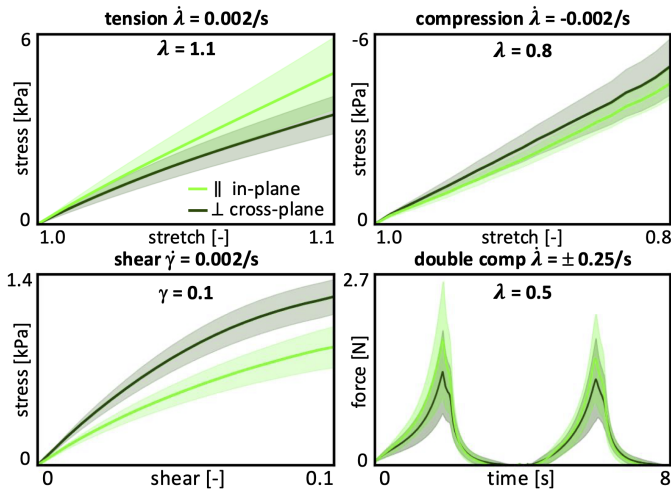 tension λ̇ = 0.002/s
6
λ = 1.1
stress [kPa]
∥ in-plane
⊥ cross-plane
0
1.0 stretch [-] 1.1
compression λ̇ = -0.002/s
-6
λ = 0.8
stress [kPa]
0
1.0 stretch [-] 0.8
shear γ̇ = 0.002/s
1.4
γ = 0.1
stress [kPa]
0
0 shear [-] 0.1
double comp λ̇ = ± 0.25/s
2.7
λ = 0.5
force [N]
0
0 time [s] 8